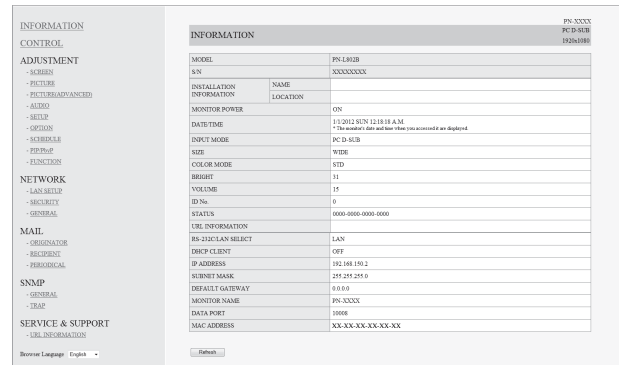 INFORMATION
CONTROL
ADJUSTMENT
- SCREEN
- PICTURE
- PICTURE(ADVANCED)
- AUDIO
- SETUP
- OPTION
- SCHEDULE
- PIP/PbyP
- FUNCTION
NETWORK
- LAN SETUP
- SECURITY
- GENERAL
MAIL
- ORIGINATOR
- RECIPIENT
- PERIODICAL
SNMP
- GENERAL
- TRAP
SERVICE & SUPPORT
- URL INFORMATION
Browser Language English
PN-XXXX
INFORMATION PC D-SUB
1920x1080
MODEL PN-L802B
S/N XXXXXXXX
INSTALLATION INFORMATION NAME
LOCATION
MONITOR POWER ON
DATE/TIME 1/1/2012 SUN 12:18:18 A.M.
* The monitor's date and time when you accessed it are displayed.
INPUT MODE PC D-SUB
SIZE WIDE
COLOR MODE STD
BRIGHT 31
VOLUME 15
ID No. 0
STATUS 0000-0000-0000-0000
URL INFORMATION
RS-232C/LAN SELECT LAN
DHCP CLIENT OFF
IP ADDRESS 192.168.150.2
SUBNET MASK 255.255.255.0
DEFAULT GATEWAY 0.0.0.0
MONITOR NAME PN-XXXX
DATA PORT 10008
MAC ADDRESS XX-XX-XX-XX-XX-XX
Refresh